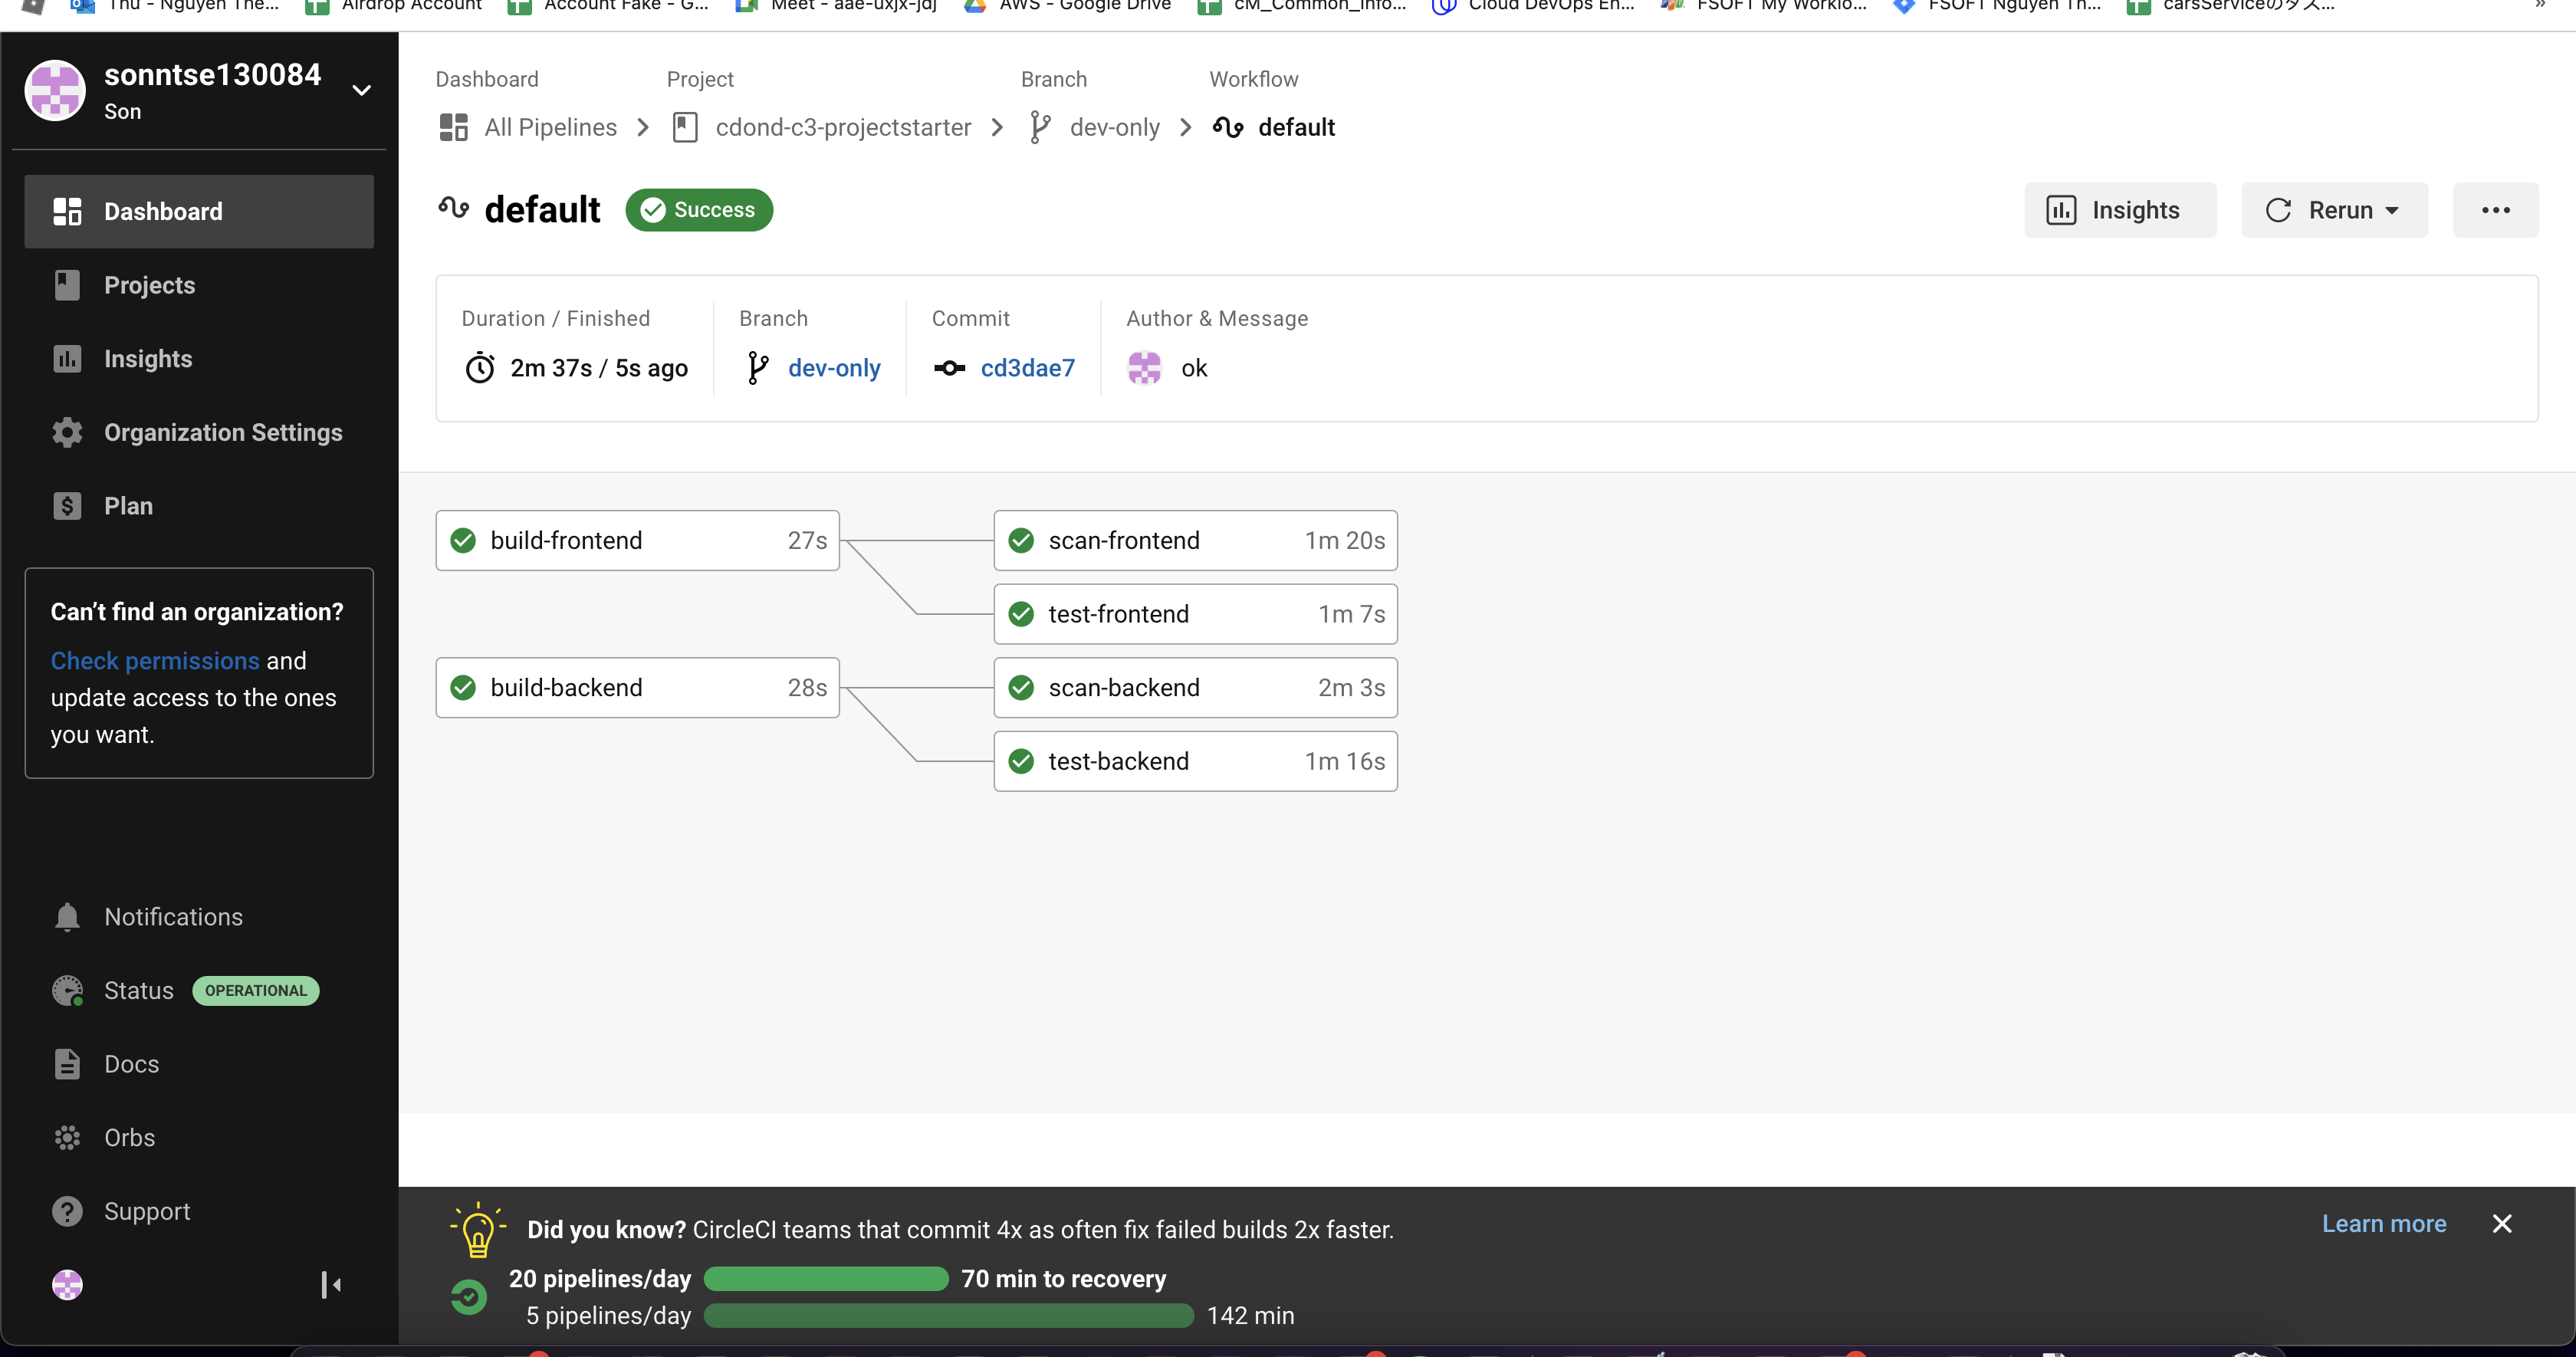 Thư - Nguyen The...
Airdrop Account
Account Fake - G...
Meet - aae-uxjx-jdj
AWS - Google Drive
cM_Common_Info...
Cloud DevOps En...
FSOFT My Worklo...
FSOFT Nguyen Th...
carsServiceのタス...
»
sonntse130084
Son
Dashboard
Projects
Insights
Organization Settings
Plan
Can't find an organization?
Check permissions and
update access to the ones
you want.
Notifications
Status OPERATIONAL
Docs
Orbs
Support
Dashboard Project Branch Workflow
All Pipelines cdond-c3-projectstarter dev-only default
default Success
Insights Rerun
Duration / Finished Branch Commit Author & Message
2m 37s / 5s ago dev-only cd3dae7 ok
build-frontend 27s scan-frontend 1m 20s
test-frontend 1m 7s
build-backend 28s scan-backend 2m 3s
test-backend 1m 16s
Did you know? CircleCI teams that commit 4x as often fix failed builds 2x faster. Learn more
20 pipelines/day 70 min to recovery
5 pipelines/day 142 min